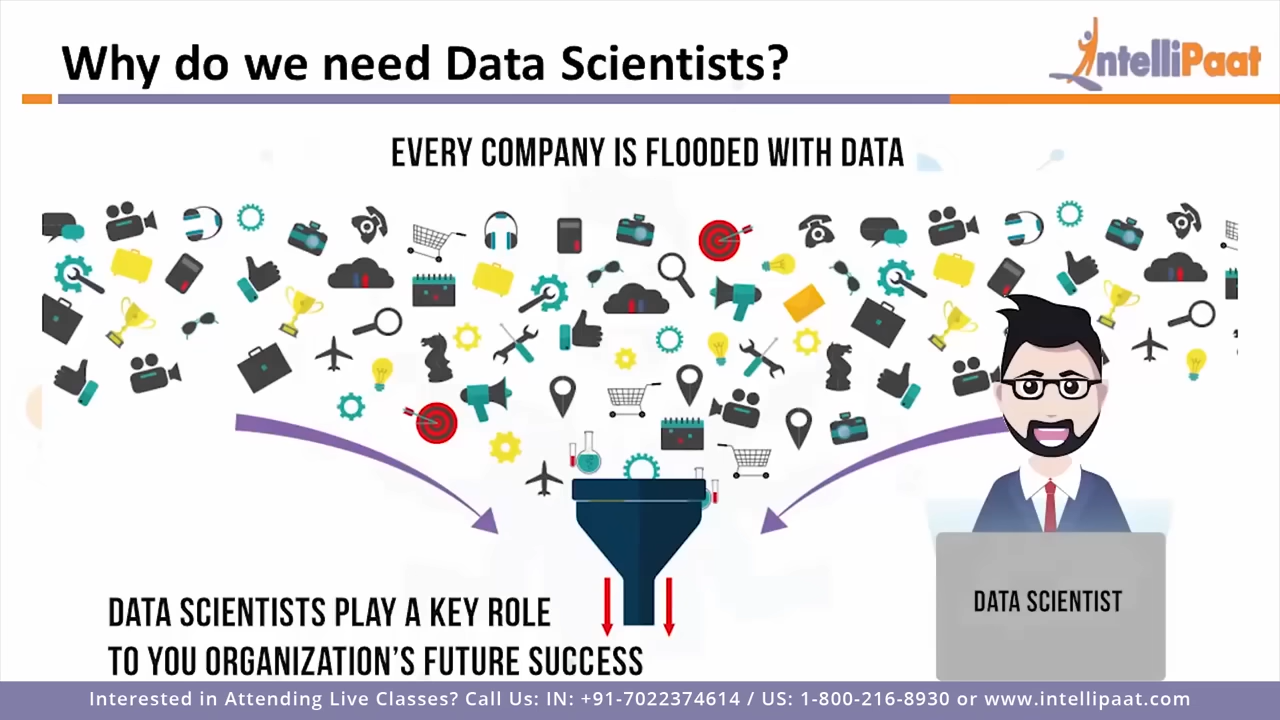 Why do we need Data Scientists?
IntelliPaat
EVERY COMPANY IS FLOODED WITH DATA
DATA SCIENTIST
DATA SCIENTISTS PLAY A KEY ROLE
TO YOU ORGANIZATION'S FUTURE SUCCESS
Interested in Attending Live Classes? Call Us: IN: +91-7022374614 / US: 1-800-216-8930 or www.intellipaat.com